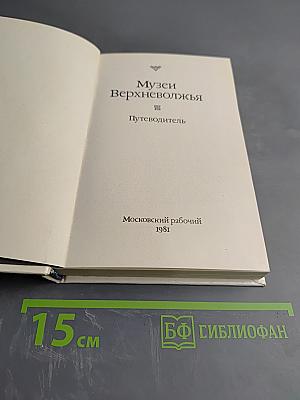 Музеи
Верхневолжья
Путеводитель
Московский рабочий
1981
15 см
БФ БИБЛИОФАН